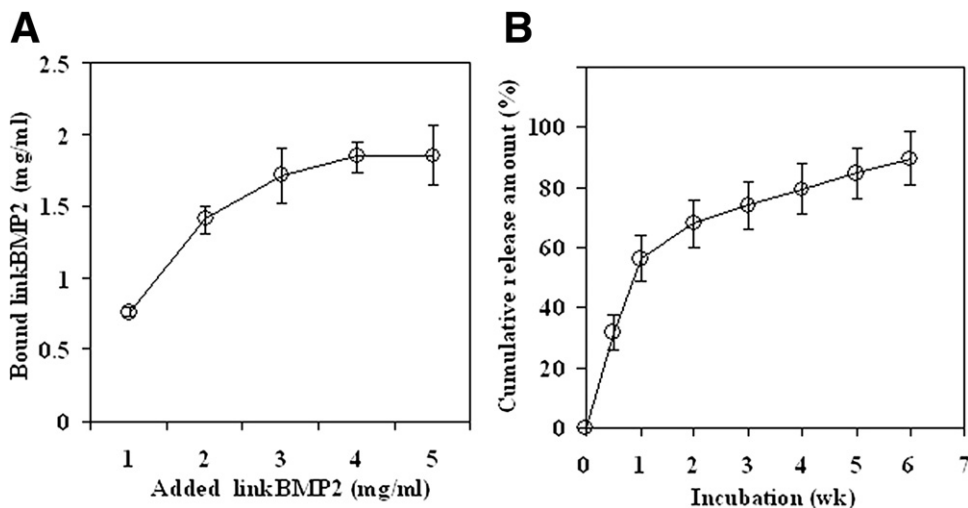 A
2.5
2
1.5
1
0.5
0
Bound linkBMP2 (mg/ml)
1 2 3 4 5
Added linkBMP2 (mg/ml)
B
100
80
60
40
20
0
Cumulative release amount (%)
0 1 2 3 4 5 6 7
Incubation (wk)